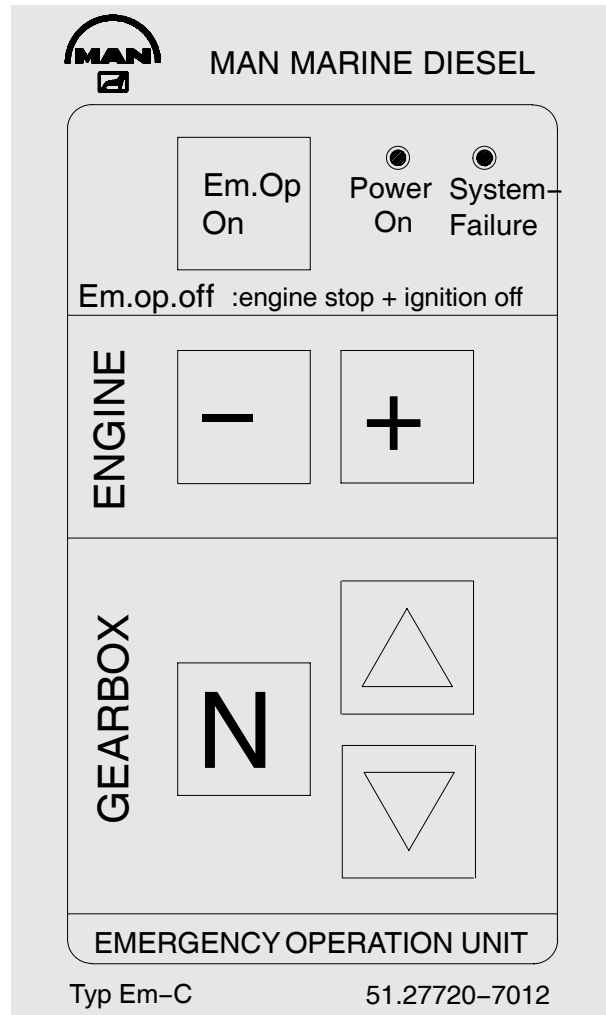 MAN
MAN MARINE DIESEL
Em.Op
On
Power
On
System-
Failure
Em.op.off :engine stop + ignition off
ENGINE
- +
GEARBOX
N
EMERGENCY OPERATION UNIT
Typ Em-C 51.27720-7012